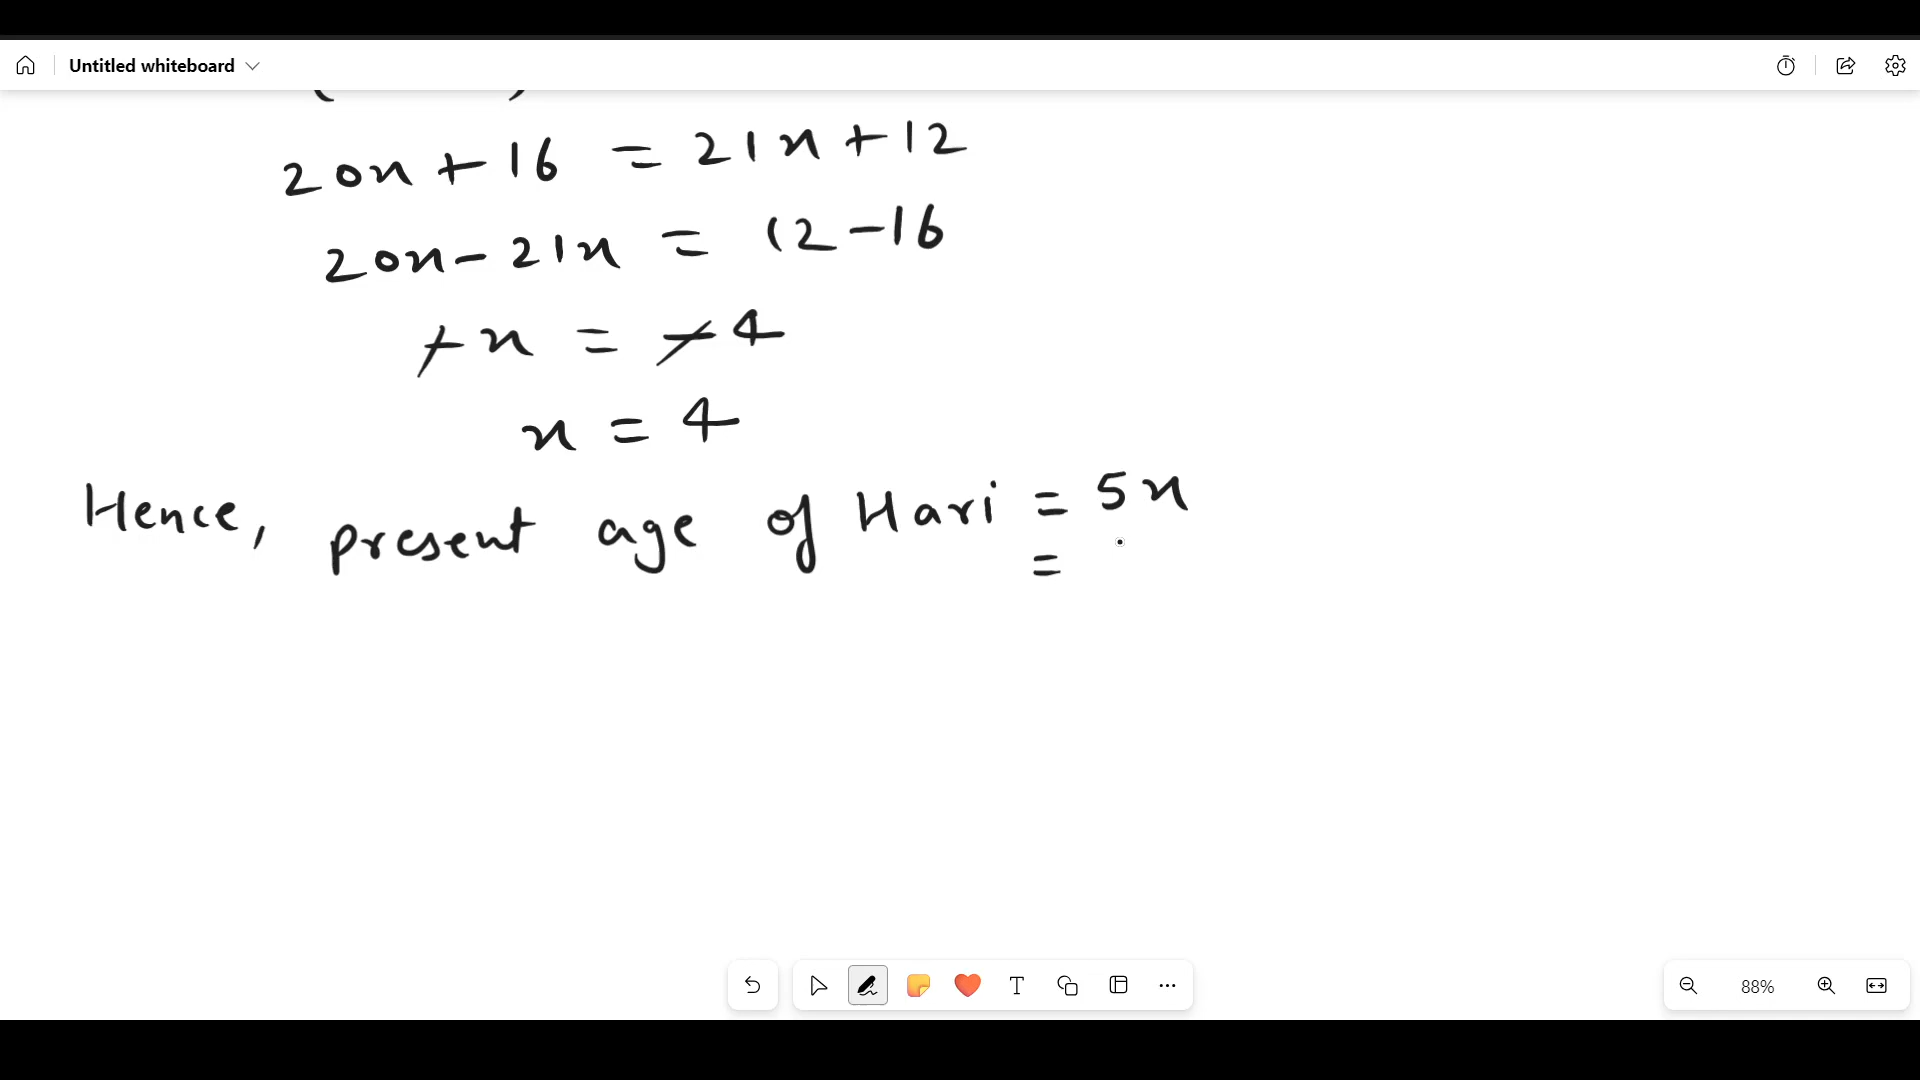 Untitled whiteboard
20x + 16 = 21x + 12
20x - 21x = 12 - 16
-x = -4
x = 4
Hence, present age of Hari = 5x
=
88%